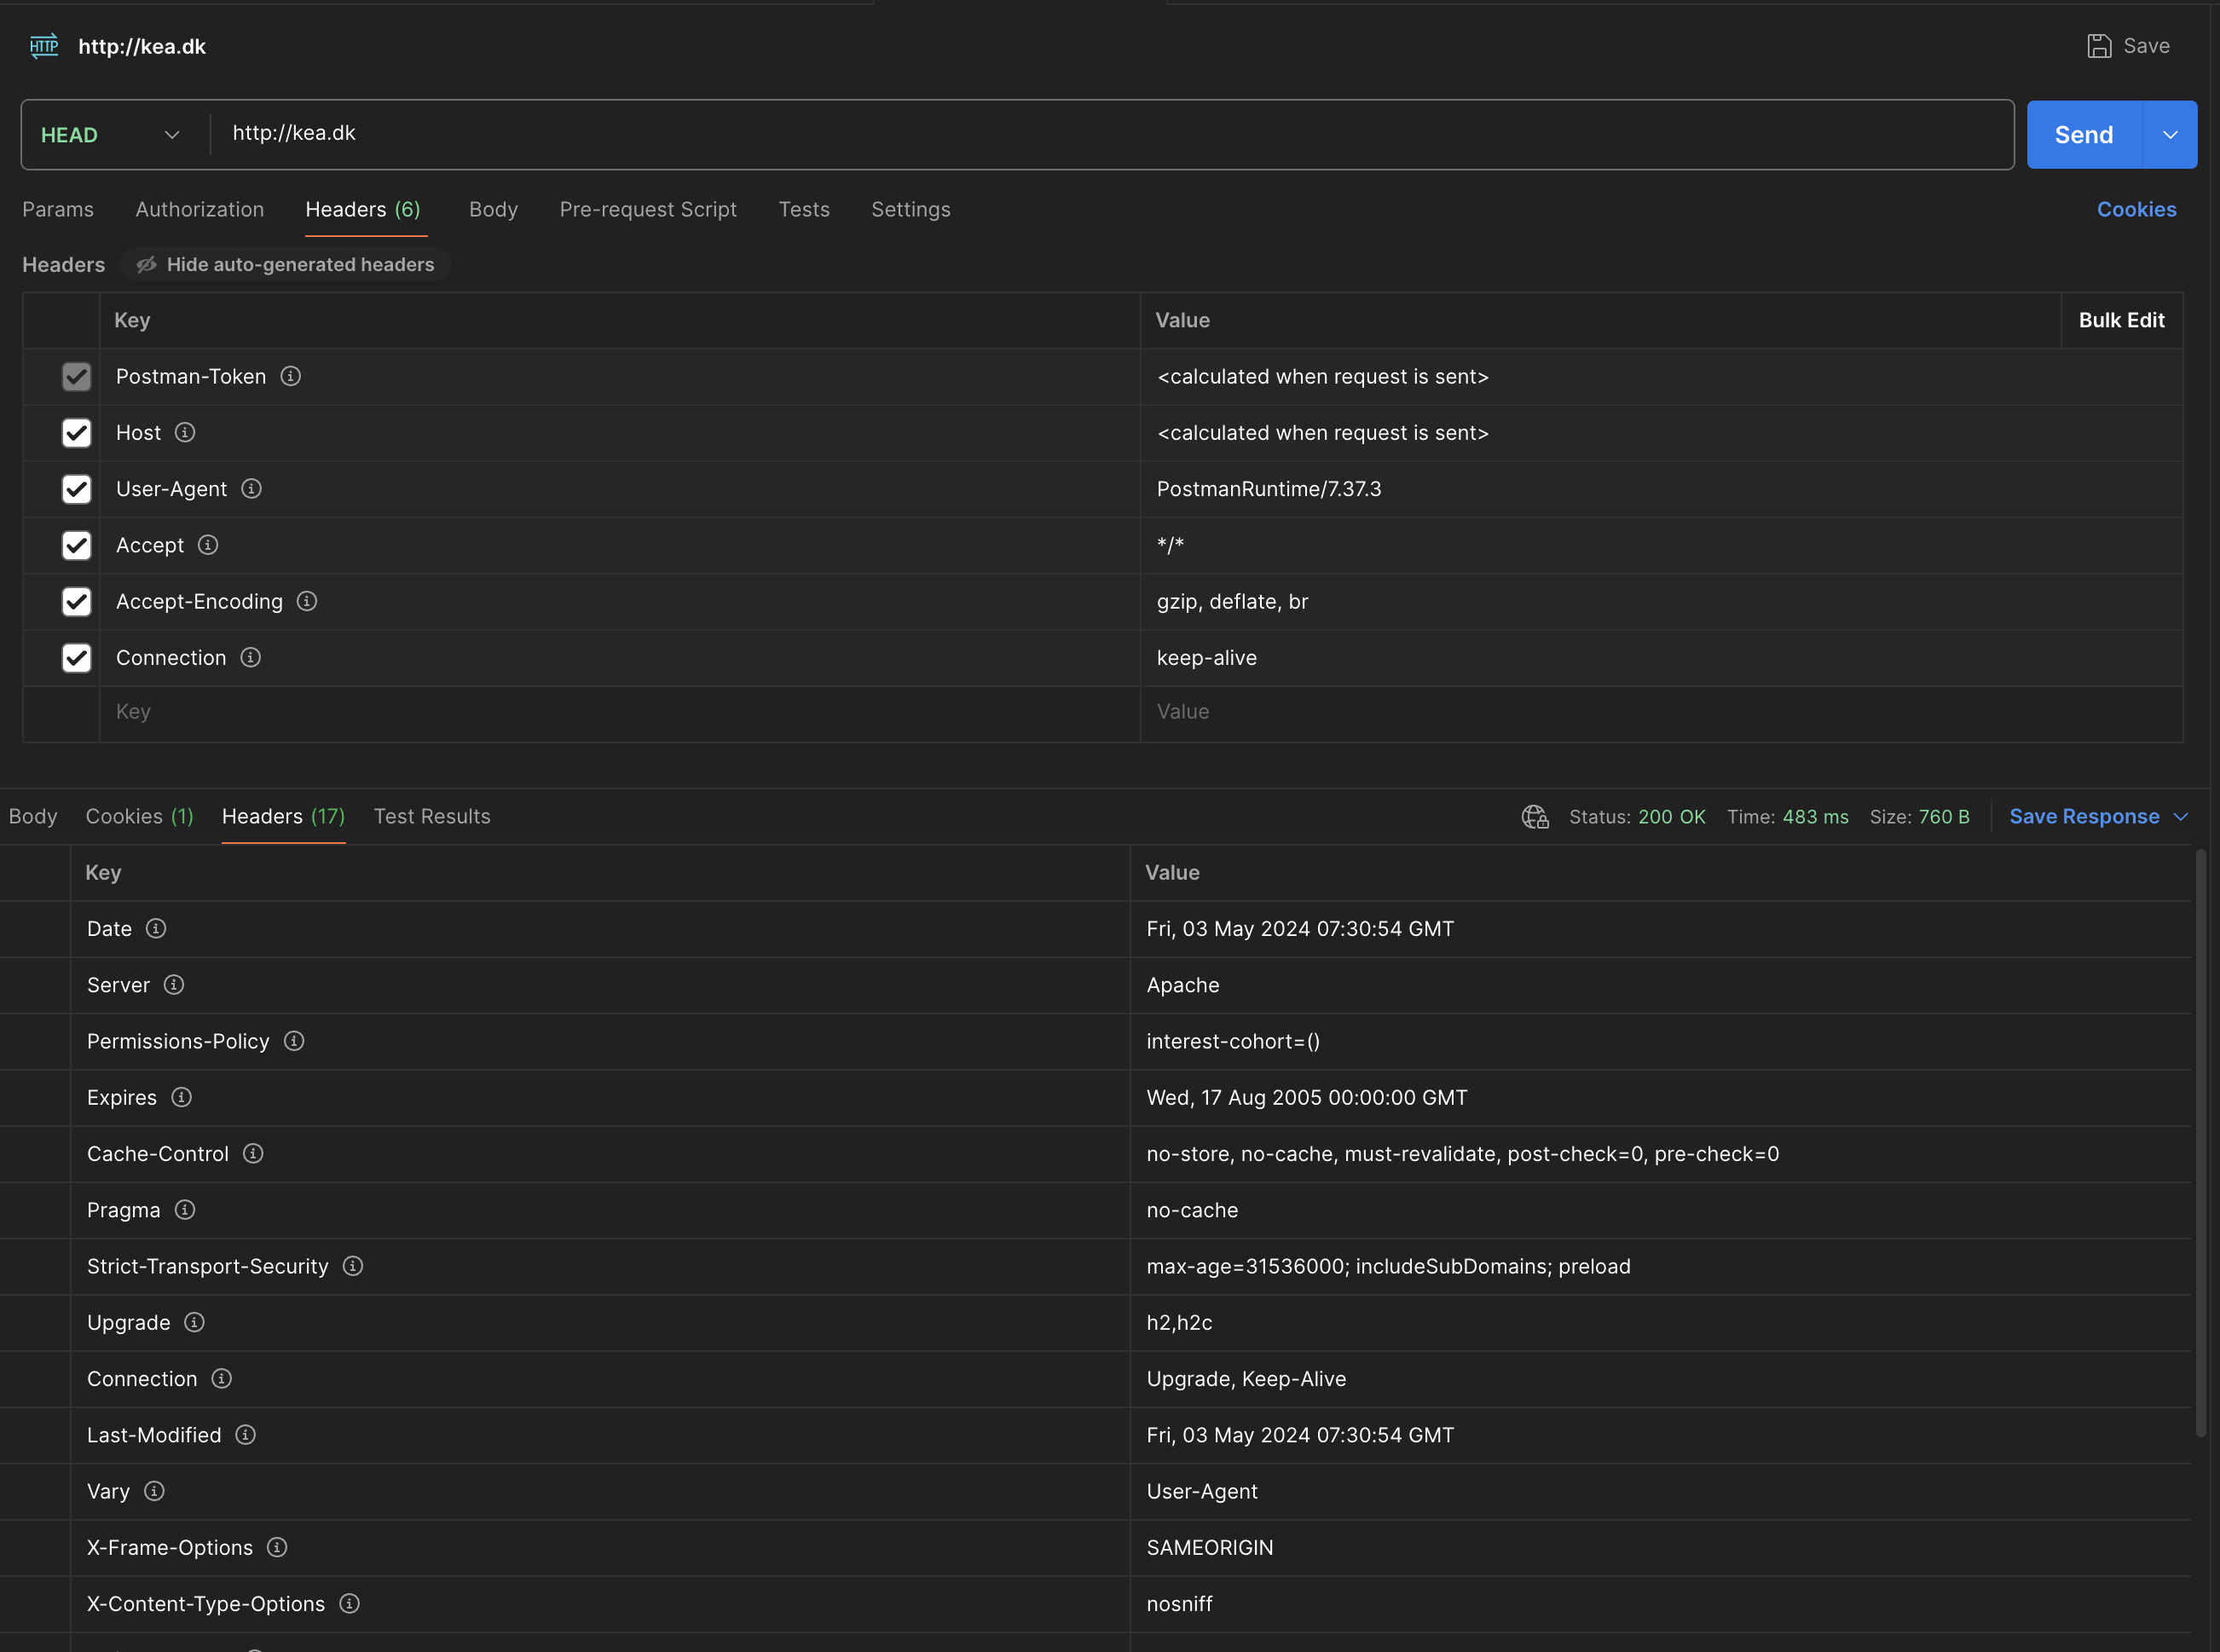 HTTP http://kea.dk Save
HEAD http://kea.dk Send
Params Authorization Headers (6) Body Pre-request Script Tests Settings Cookies
Headers Hide auto-generated headers
Key Value Bulk Edit
Postman-Token <calculated when request is sent>
Host <calculated when request is sent>
User-Agent PostmanRuntime/7.37.3
Accept */*
Accept-Encoding gzip, deflate, br
Connection keep-alive
Key Value
Body Cookies (1) Headers (17) Test Results Status: 200 OK Time: 483 ms Size: 760 B Save Response
Key Value
Date Fri, 03 May 2024 07:30:54 GMT
Server Apache
Permissions-Policy interest-cohort=()
Expires Wed, 17 Aug 2005 00:00:00 GMT
Cache-Control no-store, no-cache, must-revalidate, post-check=0, pre-check=0
Pragma no-cache
Strict-Transport-Security max-age=31536000; includeSubDomains; preload
Upgrade h2,h2c
Connection Upgrade, Keep-Alive
Last-Modified Fri, 03 May 2024 07:30:54 GMT
Vary User-Agent
X-Frame-Options SAMEORIGIN
X-Content-Type-Options nosniff